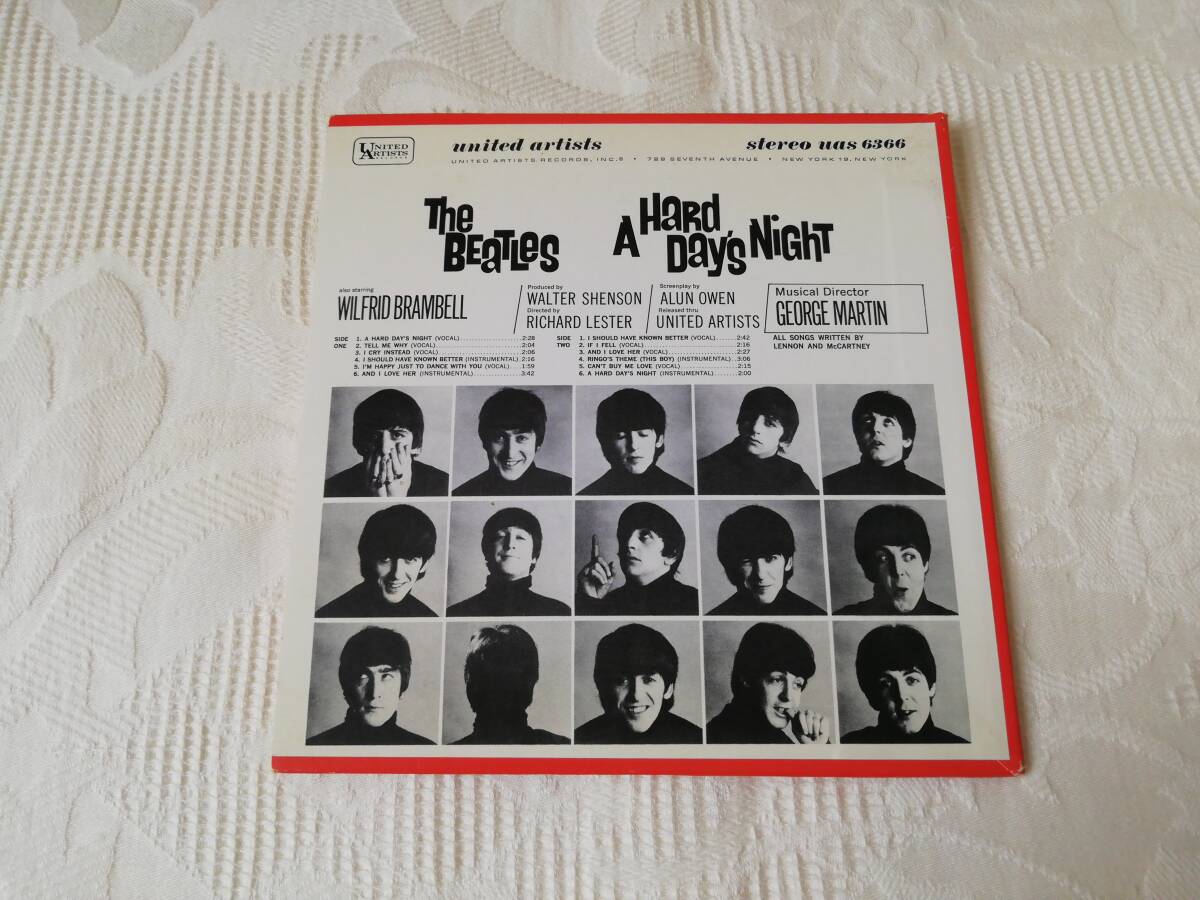 UNITED ARTISTS RECORDS
united artists
stereo uas 6366
UNITED ARTISTS RECORDS, INC.® • 729 SEVENTH AVENUE • NEW YORK 19, NEW YORK
The BEATLES
A HARD DAY'S NIGHT
also starring
WILFRID BRAMBELL
Produced by
WALTER SHENSON
Directed by
RICHARD LESTER
Screenplay by
ALUN OWEN
Released thru
UNITED ARTISTS
Musical Director
GEORGE MARTIN
ALL SONGS WRITTEN BY
LENNON AND McCARTNEY
SIDE ONE
1. A HARD DAY'S NIGHT (VOCAL) 2:28
2. TELL ME WHY (VOCAL) 2:04
3. I CRY INSTEAD (VOCAL) 2:06
4. I SHOULD HAVE KNOWN BETTER (INSTRUMENTAL) 2:16
5. I'M HAPPY JUST TO DANCE WITH YOU (VOCAL) 1:59
6. AND I LOVE HER (INSTRUMENTAL) 3:42
SIDE TWO
1. I SHOULD HAVE KNOWN BETTER (VOCAL) 2:42
2. IF I FELL (VOCAL) 2:16
3. AND I LOVE HER (VOCAL) 2:27
4. RINGO'S THEME (THIS BOY) (INSTRUMENTAL) 3:06
5. CAN'T BUY ME LOVE (VOCAL) 2:15
6. A HARD DAY'S NIGHT (INSTRUMENTAL) 2:00